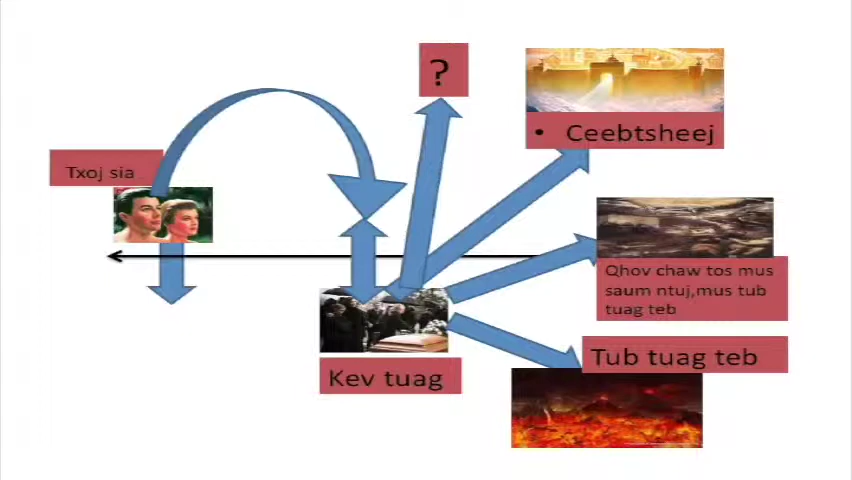 ?
• Ceebtsheej
Txoj sia
Qhov chaw tos mus
saum ntuj,mus tub
tuag teb
Tub tuag teb
Kev tuag